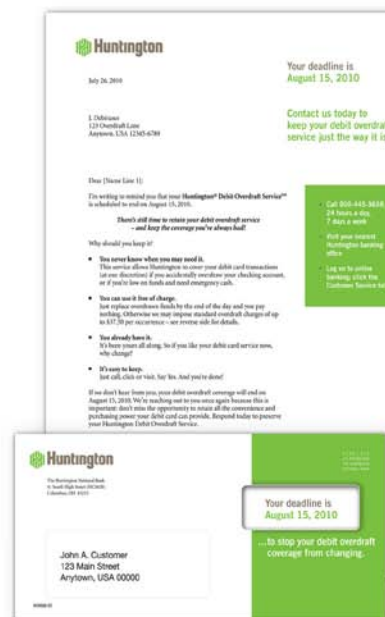 Huntington
Your deadline is
August 15, 2010
July 26, 2010
Contact us today to
keep your debit overdraft
service just the way it is
123 Overdraft Lane
Anytown, USA 12345-6789
Dear [Name Line 1]:
I'm writing to remind you that your Huntington® Debit Overdraft Service
is scheduled to end on August 15, 2010.
There's still time to retain your debit overdraft service
– and keep the coverage you've always had!
Why should you keep it?
• You never know when you may need it.
This service allows Huntington to cover your debit card transactions
(at our discretion) if you accidentally overdraw your checking account,
or if you're low on funds and need emergency cash.
• You can use it free of charge.
Just replace overdrawn funds by the end of the day and you pay
nothing. Otherwise we may impose standard overdraft charges of up
to $37.50 per occurrence – see reverse side for details.
• You already have it.
It's been yours all along. So if you like your debit card service now,
why change?
• It's easy to keep.
Just call, click or visit. Say Yes. And you're done!
If we don't hear from you, your debit overdraft coverage will end on
August 15, 2010. We're reaching out to you once again because this is
important: don't miss the opportunity to retain all the convenience and
purchasing power your debit card can provide. Respond today to preserve
your Huntington Debit Overdraft Service.
24 hours a day,
7 days a week
Visit your nearest
Huntington banking
office
Log on to online
banking; click the
Customer Service
Huntington
The Huntington National Bank
Your deadline is
August 15, 2010
...to stop your debit overdraft
coverage from changing.
John A. Customer
123 Main Street
Anytown, USA 00000